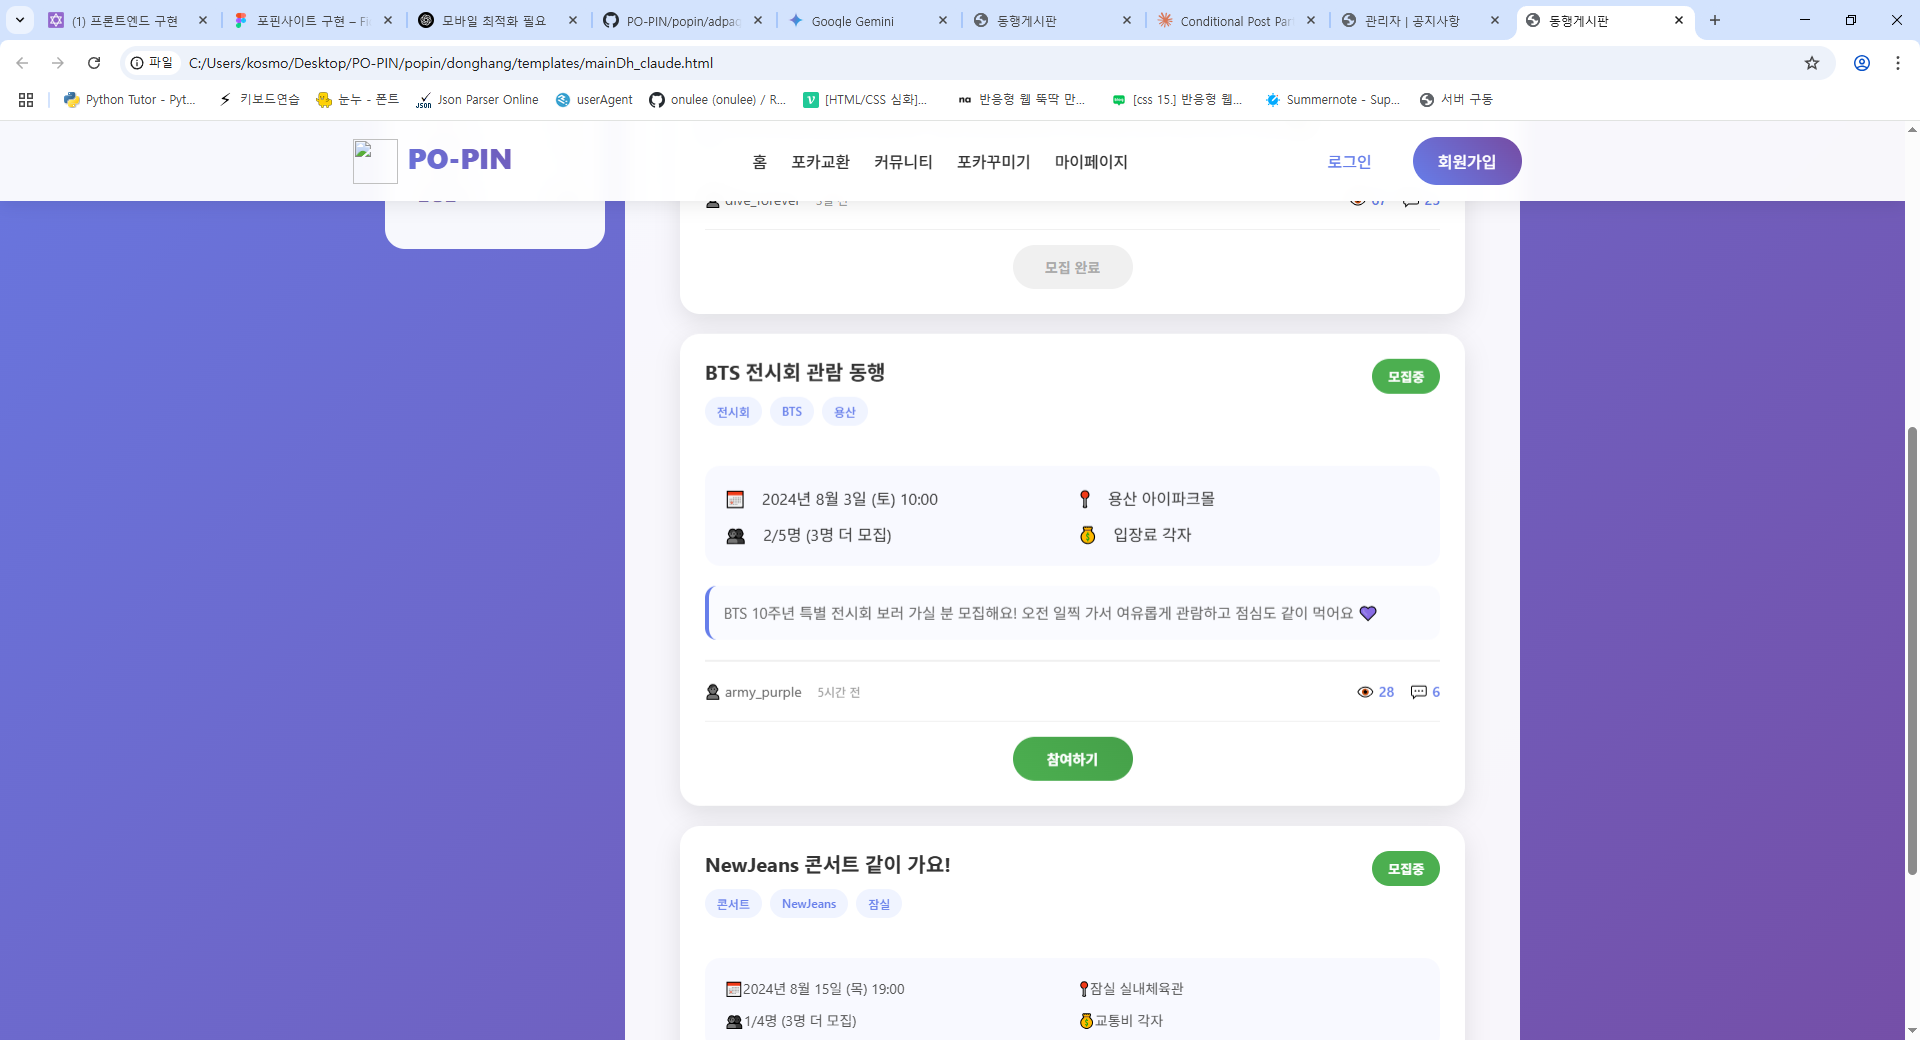 (1) 프론트엔드 구현
포핀사이트 구현 – Fi
모바일 최적화 필요
PO-PIN/popin/adpac
Google Gemini
동행게시판
Conditional Post Par
관리자 | 공지사항
동행게시판
파일
C:/Users/kosmo/Desktop/PO-PIN/popin/donghang/templates/mainDh_claude.html
Python Tutor - Pyt...
키보드연습
눈누 - 폰트
Json Parser Online
userAgent
onulee (onulee) / R...
[HTML/CSS 심화]...
반응형 웹 뚝딱 만...
[css 15.] 반응형 웹...
Summernote - Sup...
서버 구동
PO-PIN
홈
포카교환
커뮤니티
포카꾸미기
마이페이지
로그인
회원가입
dive_forever
67
모집 완료
BTS 전시회 관람 동행
모집중
전시회
BTS
용산
2024년 8월 3일 (토) 10:00
용산 아이파크몰
2/5명 (3명 더 모집)
입장료 각자
BTS 10주년 특별 전시회 보러 가실 분 모집해요! 오전 일찍 가서 여유롭게 관람하고 점심도 같이 먹어요 💜
army_purple
5시간 전
28
6
참여하기
NewJeans 콘서트 같이 가요!
모집중
콘서트
NewJeans
잠실
2024년 8월 15일 (목) 19:00
잠실 실내체육관
1/4명 (3명 더 모집)
교통비 각자